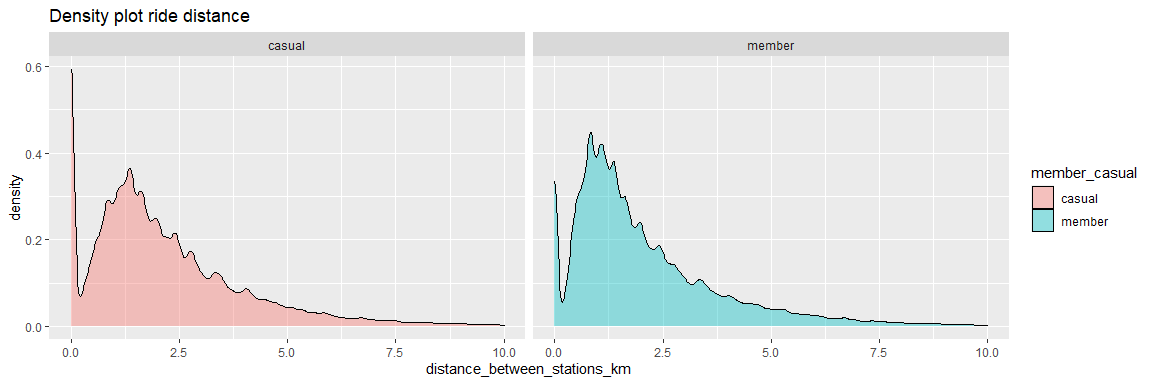 Density plot ride distance
casual
member
0.6
0.4
0.2
0.0
density
0.0
2.5
5.0
7.5
10.0
0.0
2.5
5.0
7.5
10.0
distance_between_stations_km
member_casual
casual
member